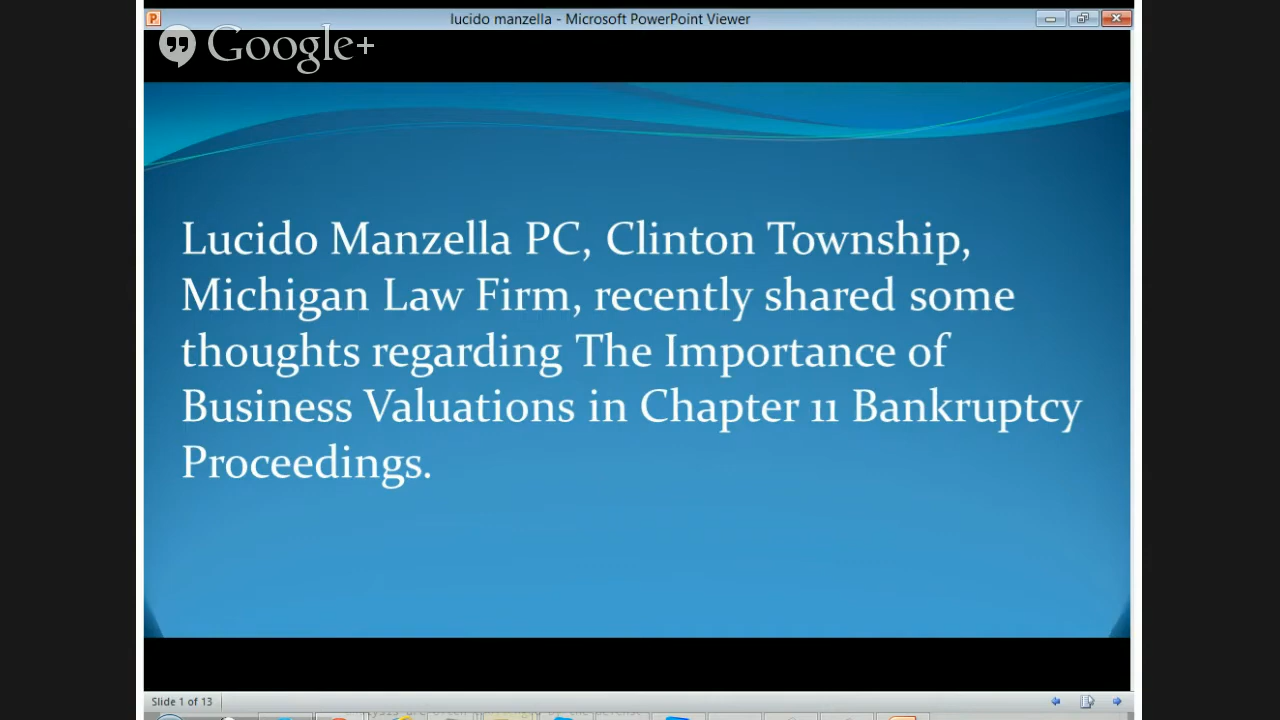 lucido manzella - Microsoft PowerPoint Viewer
Google+
Lucido Manzella PC, Clinton Township,
Michigan Law Firm, recently shared some
thoughts regarding The Importance of
Business Valuations in Chapter 11 Bankruptcy
Proceedings.
Slide 1 of 13